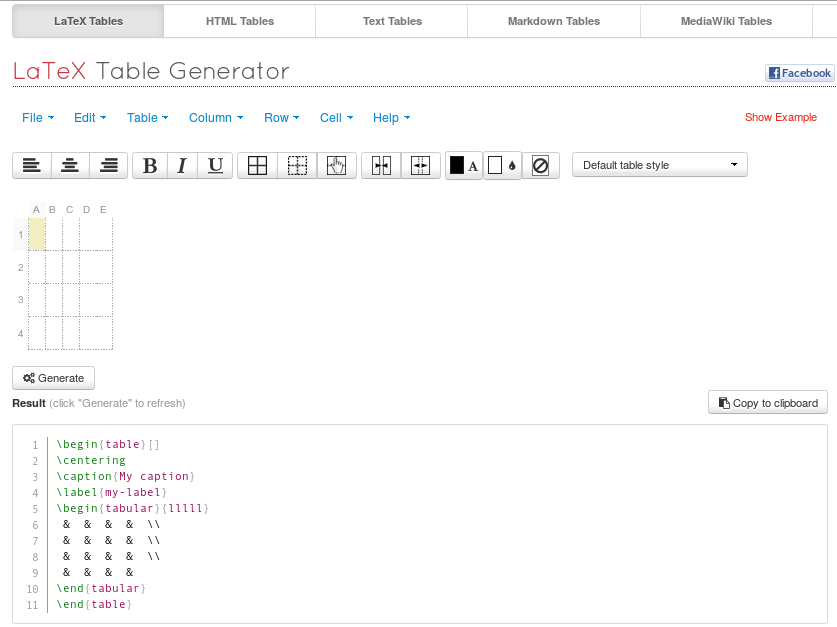 LaTeX Tables HTML Tables Text Tables Markdown Tables MediaWiki Tables
LaTeX Table Generator
Facebook
File Edit Table Column Row Cell Help Show Example
B I U A Default table style
A B C D E
1
2
3
4
Generate
Result (click "Generate" to refresh) Copy to clipboard
1 \begin{table}[]
2 \centering
3 \caption{My caption}
4 \label{my-label}
5 \begin{tabular}{lllll}
6 & & & & \\
7 & & & & \\
8 & & & & \\
9 & & & &
10 \end{tabular}
11 \end{table}